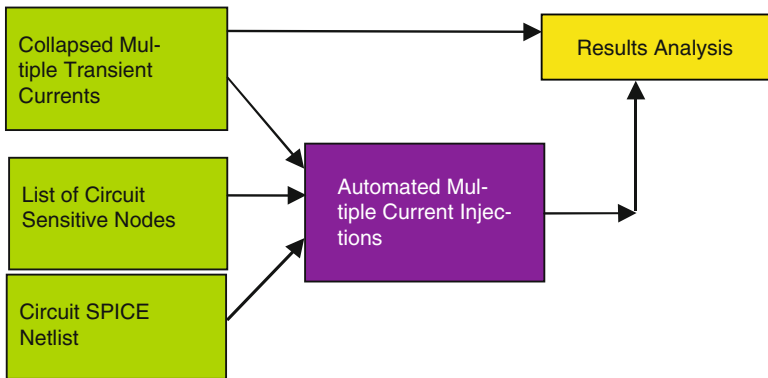 Collapsed Mul-
tiple Transient
Currents
Results Analysis
List of Circuit
Sensitive Nodes
Automated Mul-
tiple Current Injec-
tions
Circuit SPICE
Netlist